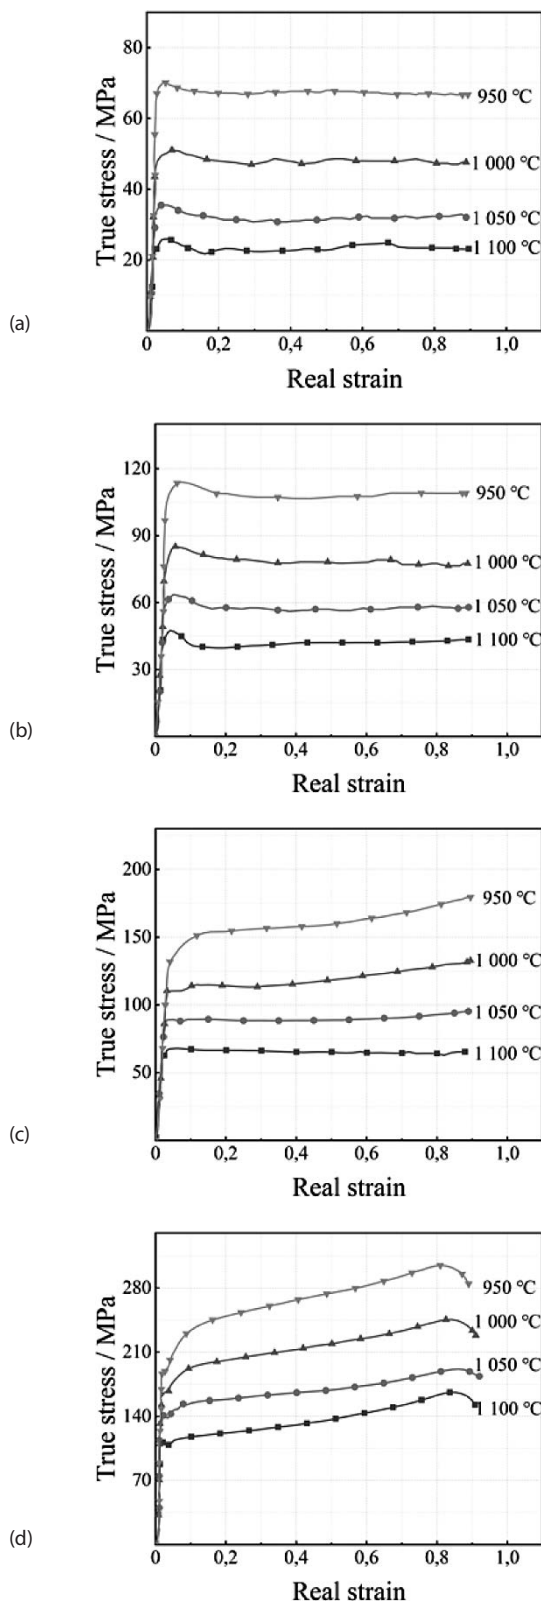 80
60
40
20
0
0,2
0,4
0,6
0,8
1,0
True stress / MPa
Real strain
950 °C
1 000 °C
1 050 °C
1 100 °C
(a)
120
90
60
30
0
0,2
0,4
0,6
0,8
1,0
True stress / MPa
Real strain
950 °C
1 000 °C
1 050 °C
1 100 °C
(b)
200
150
100
50
0
0,2
0,4
0,6
0,8
1,0
True stress / MPa
Real strain
950 °C
1 000 °C
1 050 °C
1 100 °C
(c)
280
210
140
70
0
0,2
0,4
0,6
0,8
1,0
True stress / MPa
Real strain
950 °C
1 000 °C
1 050 °C
1 100 °C
(d)